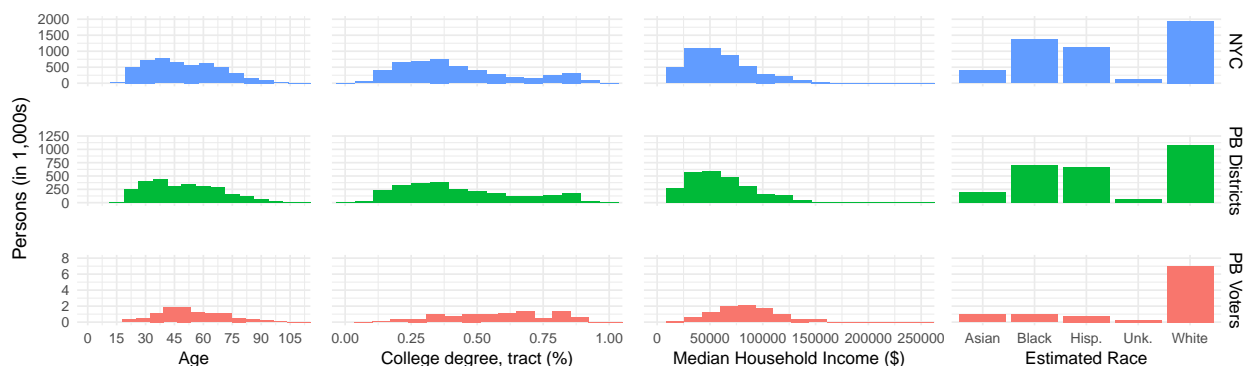 Persons (in 1,000s)
2000
1500
1000
500
0
NYC
1250
1000
750
500
250
0
PB Districts
8
6
4
2
0
PB Voters
0 15 30 45 60 75 90 105
0.00 0.25 0.50 0.75 1.00
0 50000 100000 150000 200000 250000
Asian Black Hisp. Unk. White
Age
College degree, tract (%)
Median Household Income ($)
Estimated Race